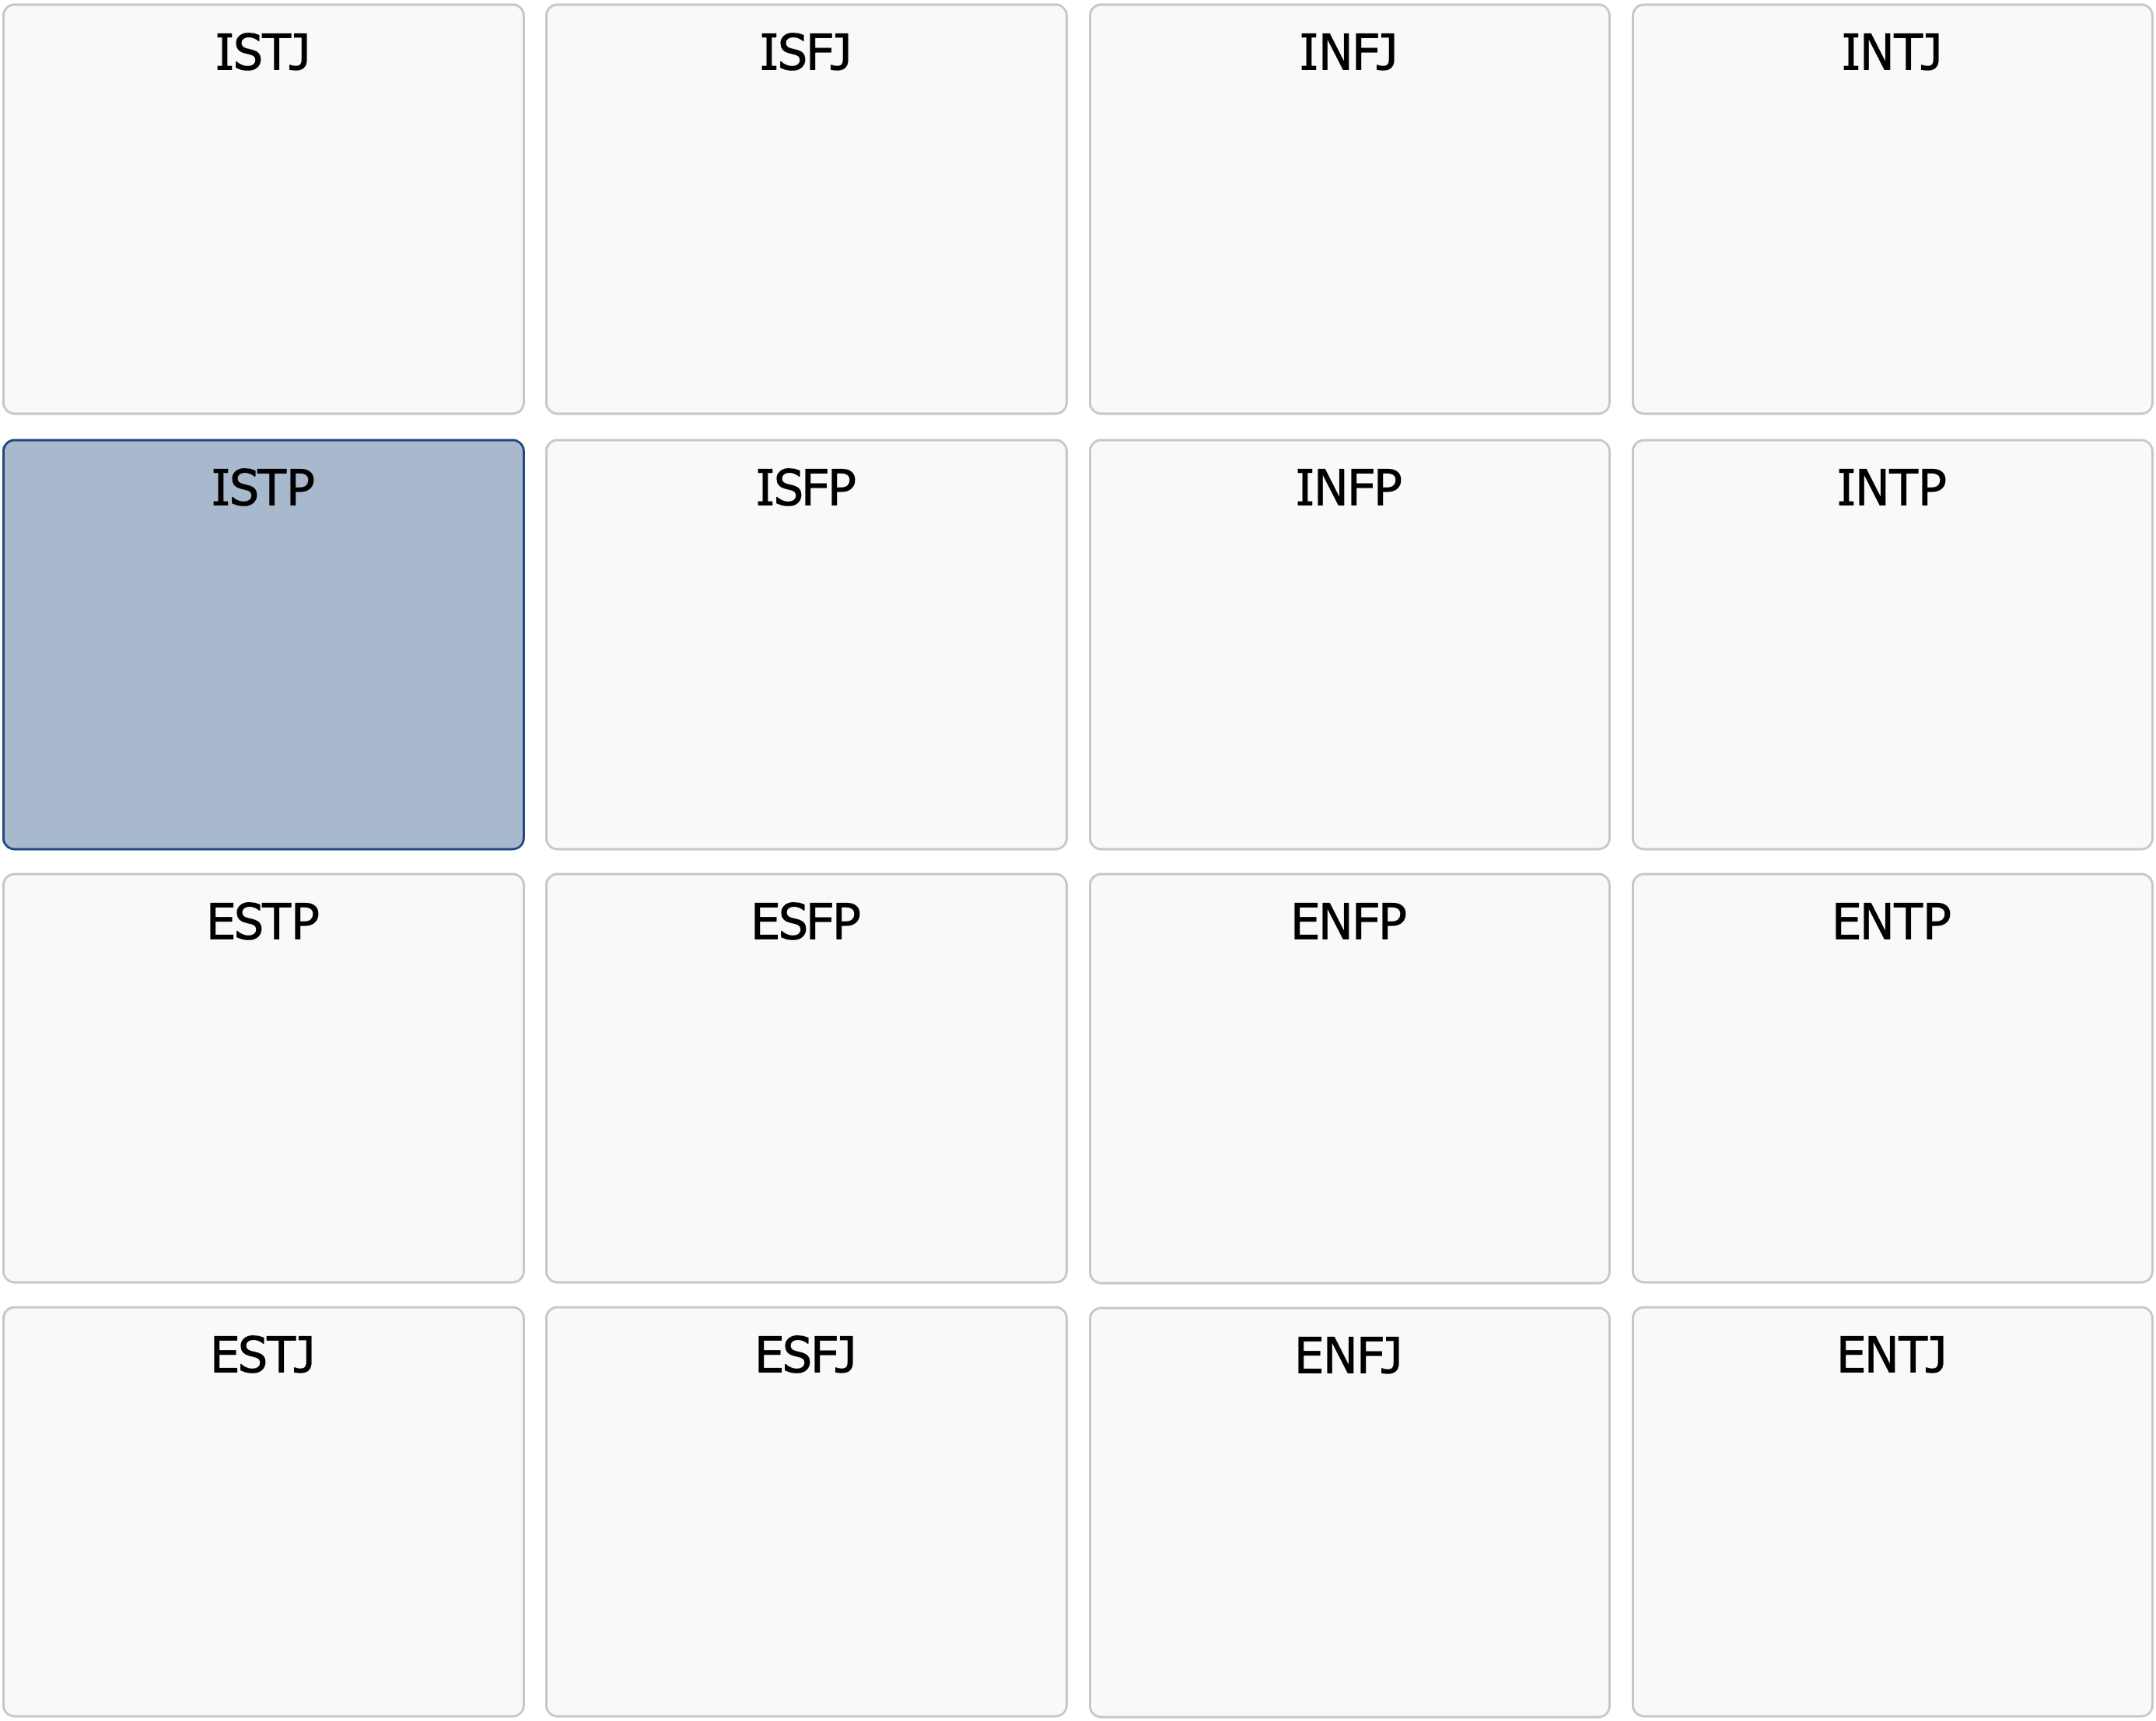 ISTJ ISFJ INFJ INTJ
ISTP ISFP INFP INTP
ESTP ESFP ENFP ENTP
ESTJ ESFJ ENFJ ENTJ